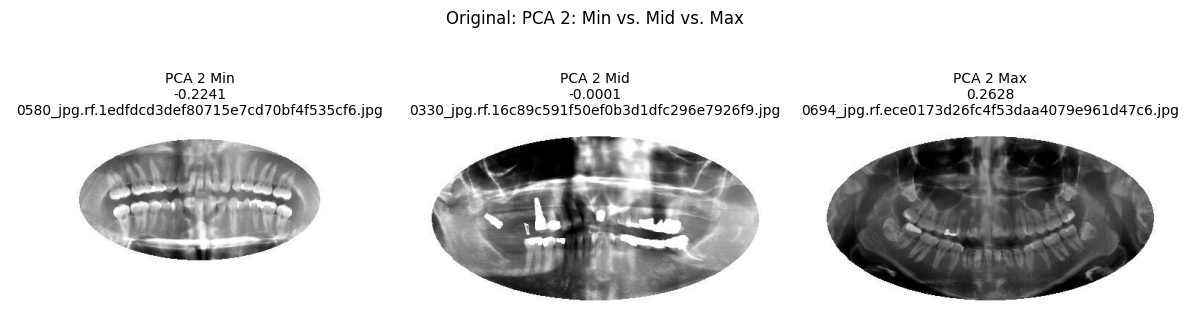 Original: PCA 2: Min vs. Mid vs. Max
PCA 2 Min
-0.2241
0580_jpg.rf.1edfdcd3def80715e7cd70bf4f535cf6.jpg
PCA 2 Mid
-0.0001
0330_jpg.rf.16c89c591f50ef0b3d1dfc296e7926f9.jpg
PCA 2 Max
0.2628
0694_jpg.rf.ece0173d26fc4f53daa4079e961d47c6.jpg